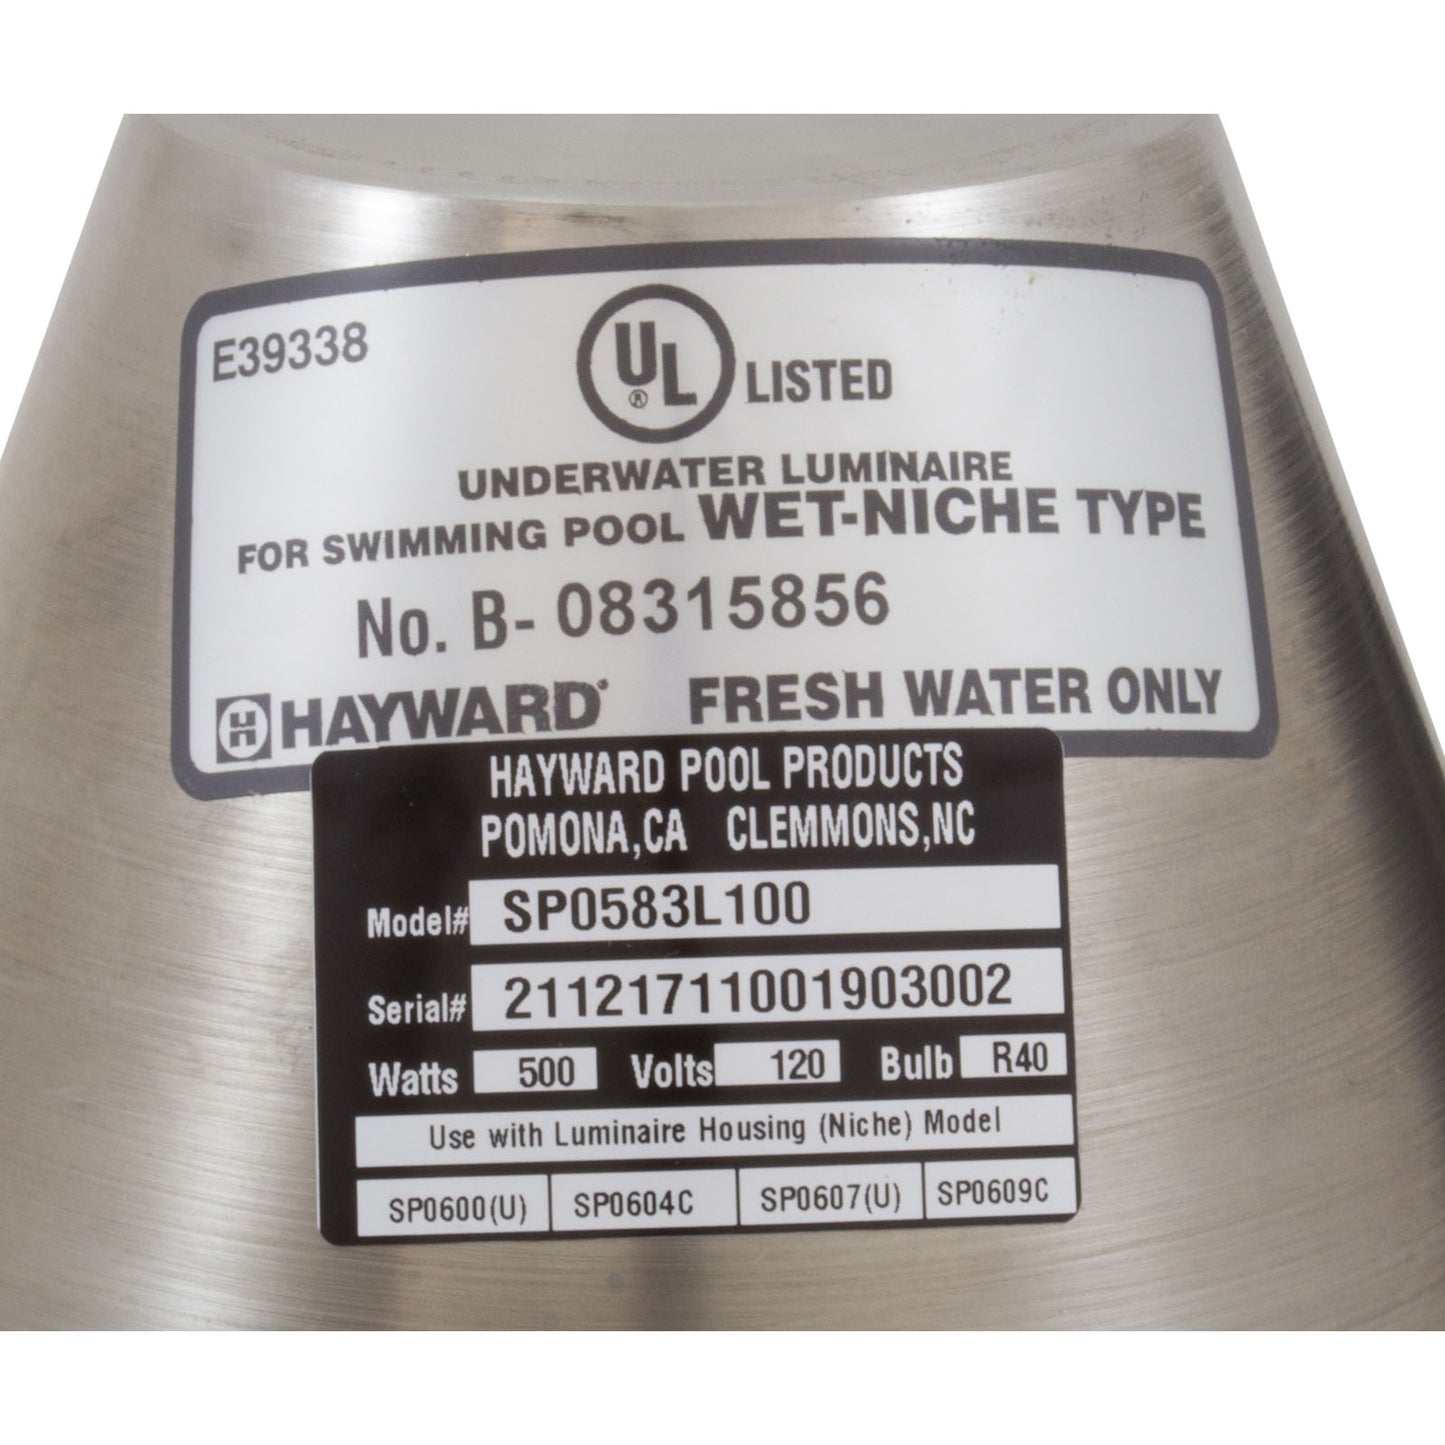 E39338
UL® LISTED
UNDERWATER LUMINAIRE
FOR SWIMMING POOL WET-NICHE TYPE
No. B- 08315856
HAYWARD® FRESH WATER ONLY
HAYWARD POOL PRODUCTS
POMONA,CA CLEMMONS,NC
Model# SP0583L100
Serial# 21121711001903002
Watts 500 Volts 120 Bulb R40
Use with Luminaire Housing (Niche) Model
SP0600(U) SP0604C SP0607(U) SP0609C